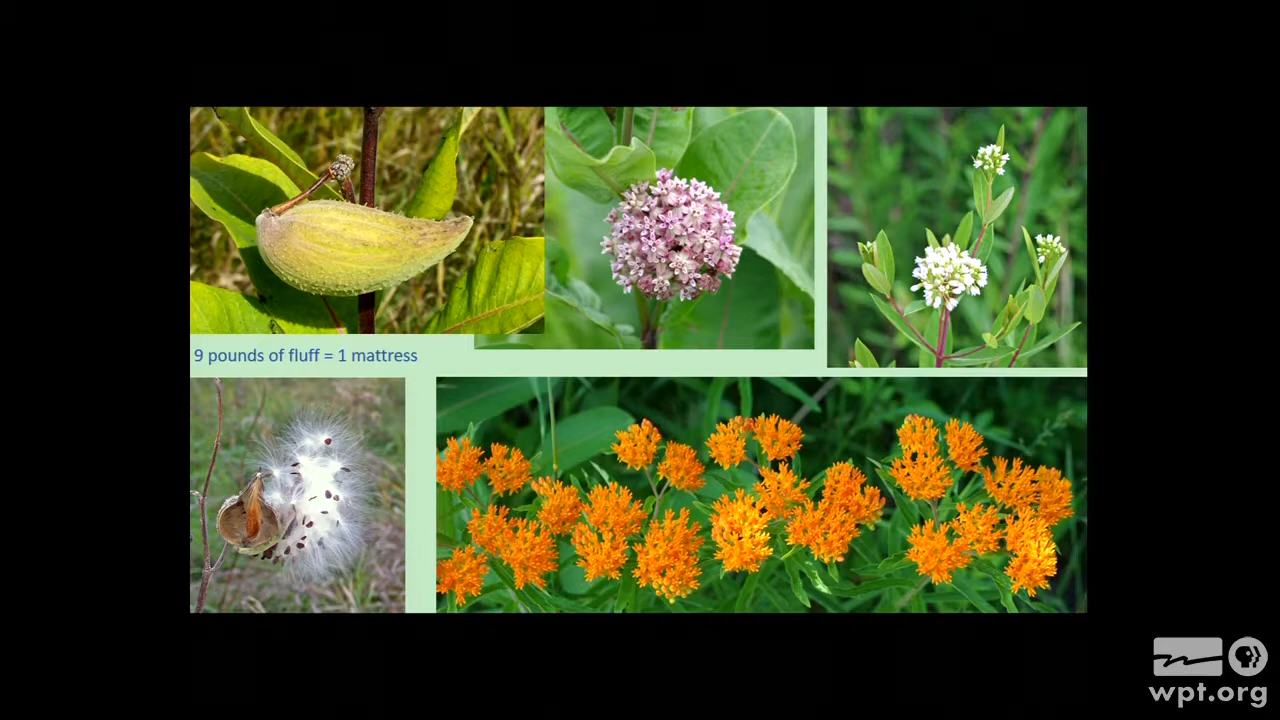 9 pounds of fluff = 1 mattress
wpt.org